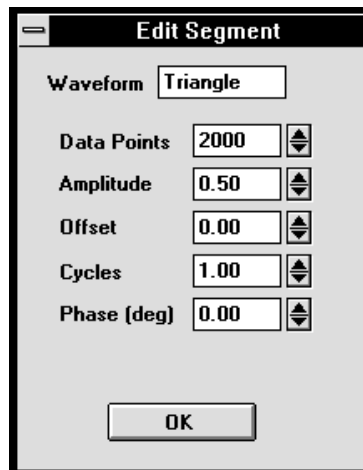 Edit Segment
Waveform Triangle
Data Points 2000
Amplitude 0.50
Offset 0.00
Cycles 1.00
Phase (deg) 0.00
OK